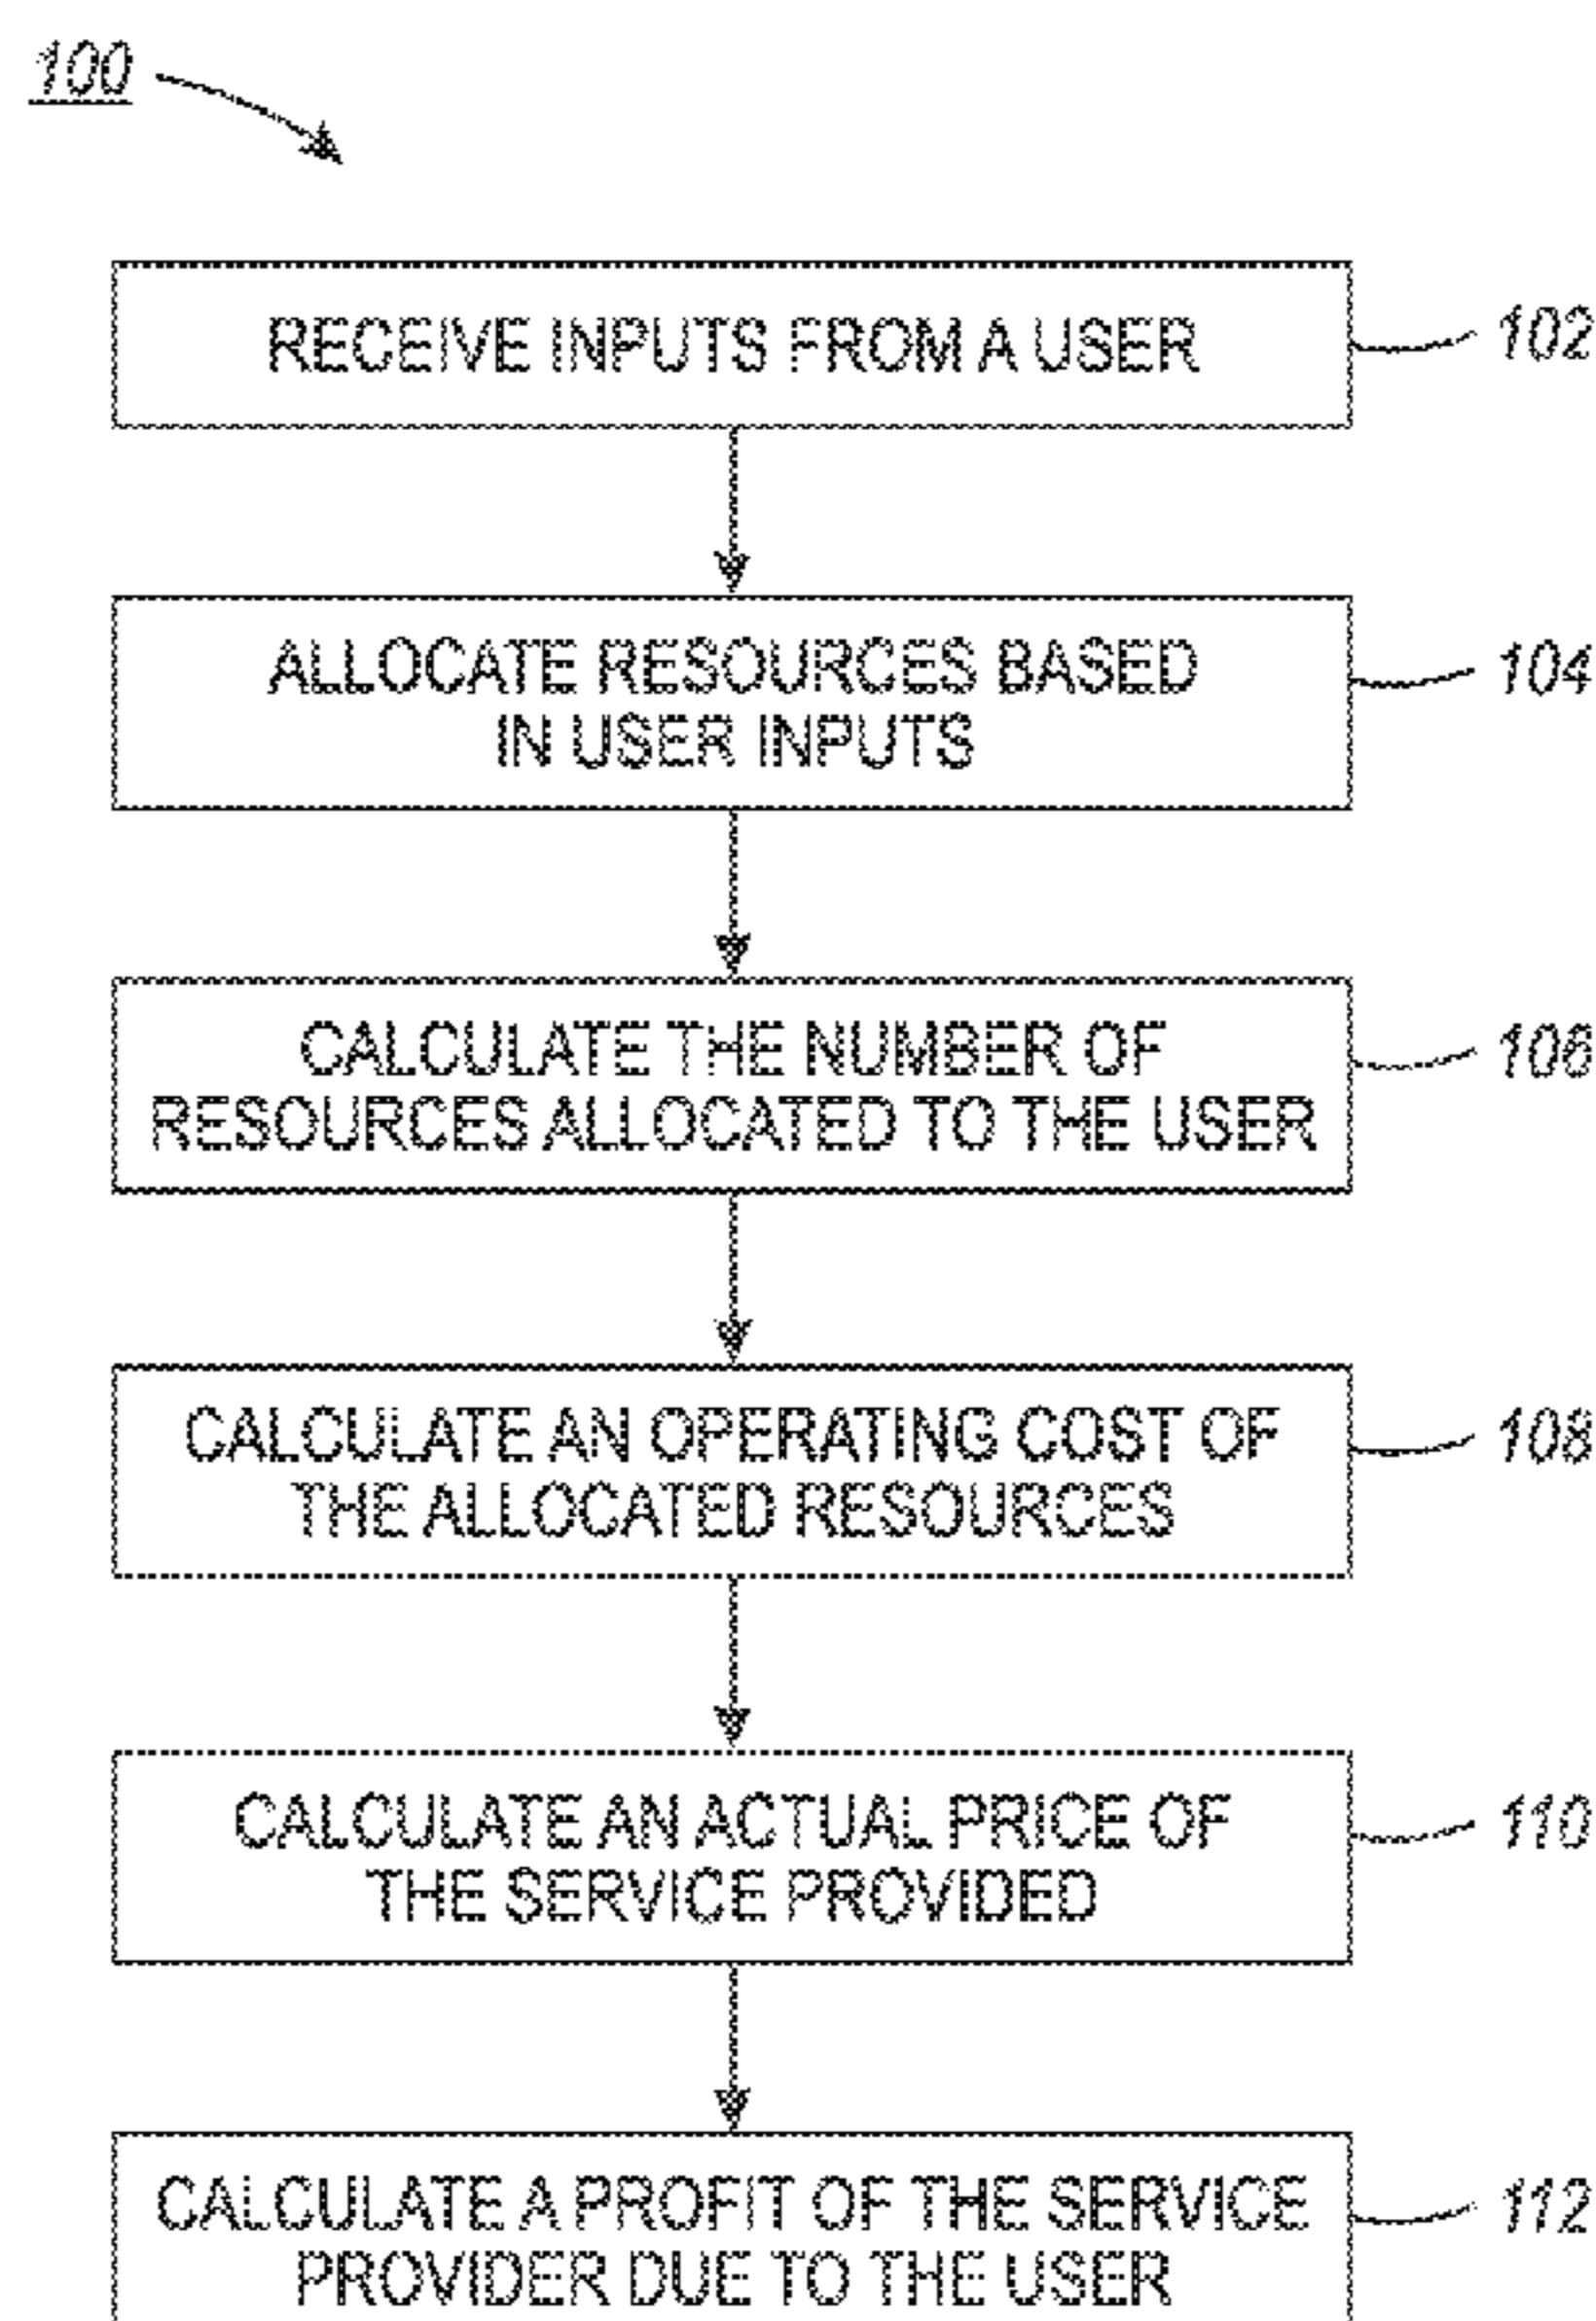 100
RECEIVE INPUTS FROM A USER
102
ALLOCATE RESOURCES BASED
IN USER INPUTS
104
CALCULATE THE NUMBER OF
RESOURCES ALLOCATED TO THE USER
106
CALCULATE AN OPERATING COST OF
THE ALLOCATED RESOURCES
108
CALCULATE AN ACTUAL PRICE OF
THE SERVICE PROVIDED
110
CALCULATE A PROFIT OF THE SERVICE
PROVIDER DUE TO THE USER
112